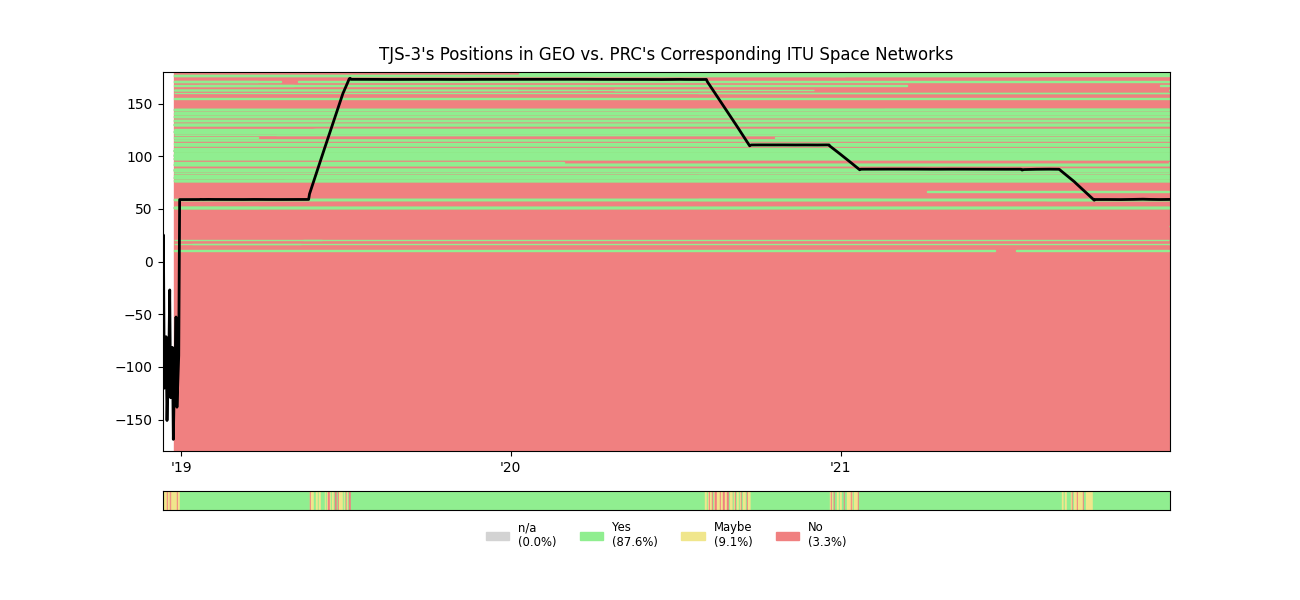 TJS-3's Positions in GEO vs. PRC's Corresponding ITU Space Networks
150
100
50
0
−50
−100
−150
'19 '20 '21
n/a Yes Maybe No
(0.0%) (87.6%) (9.1%) (3.3%)